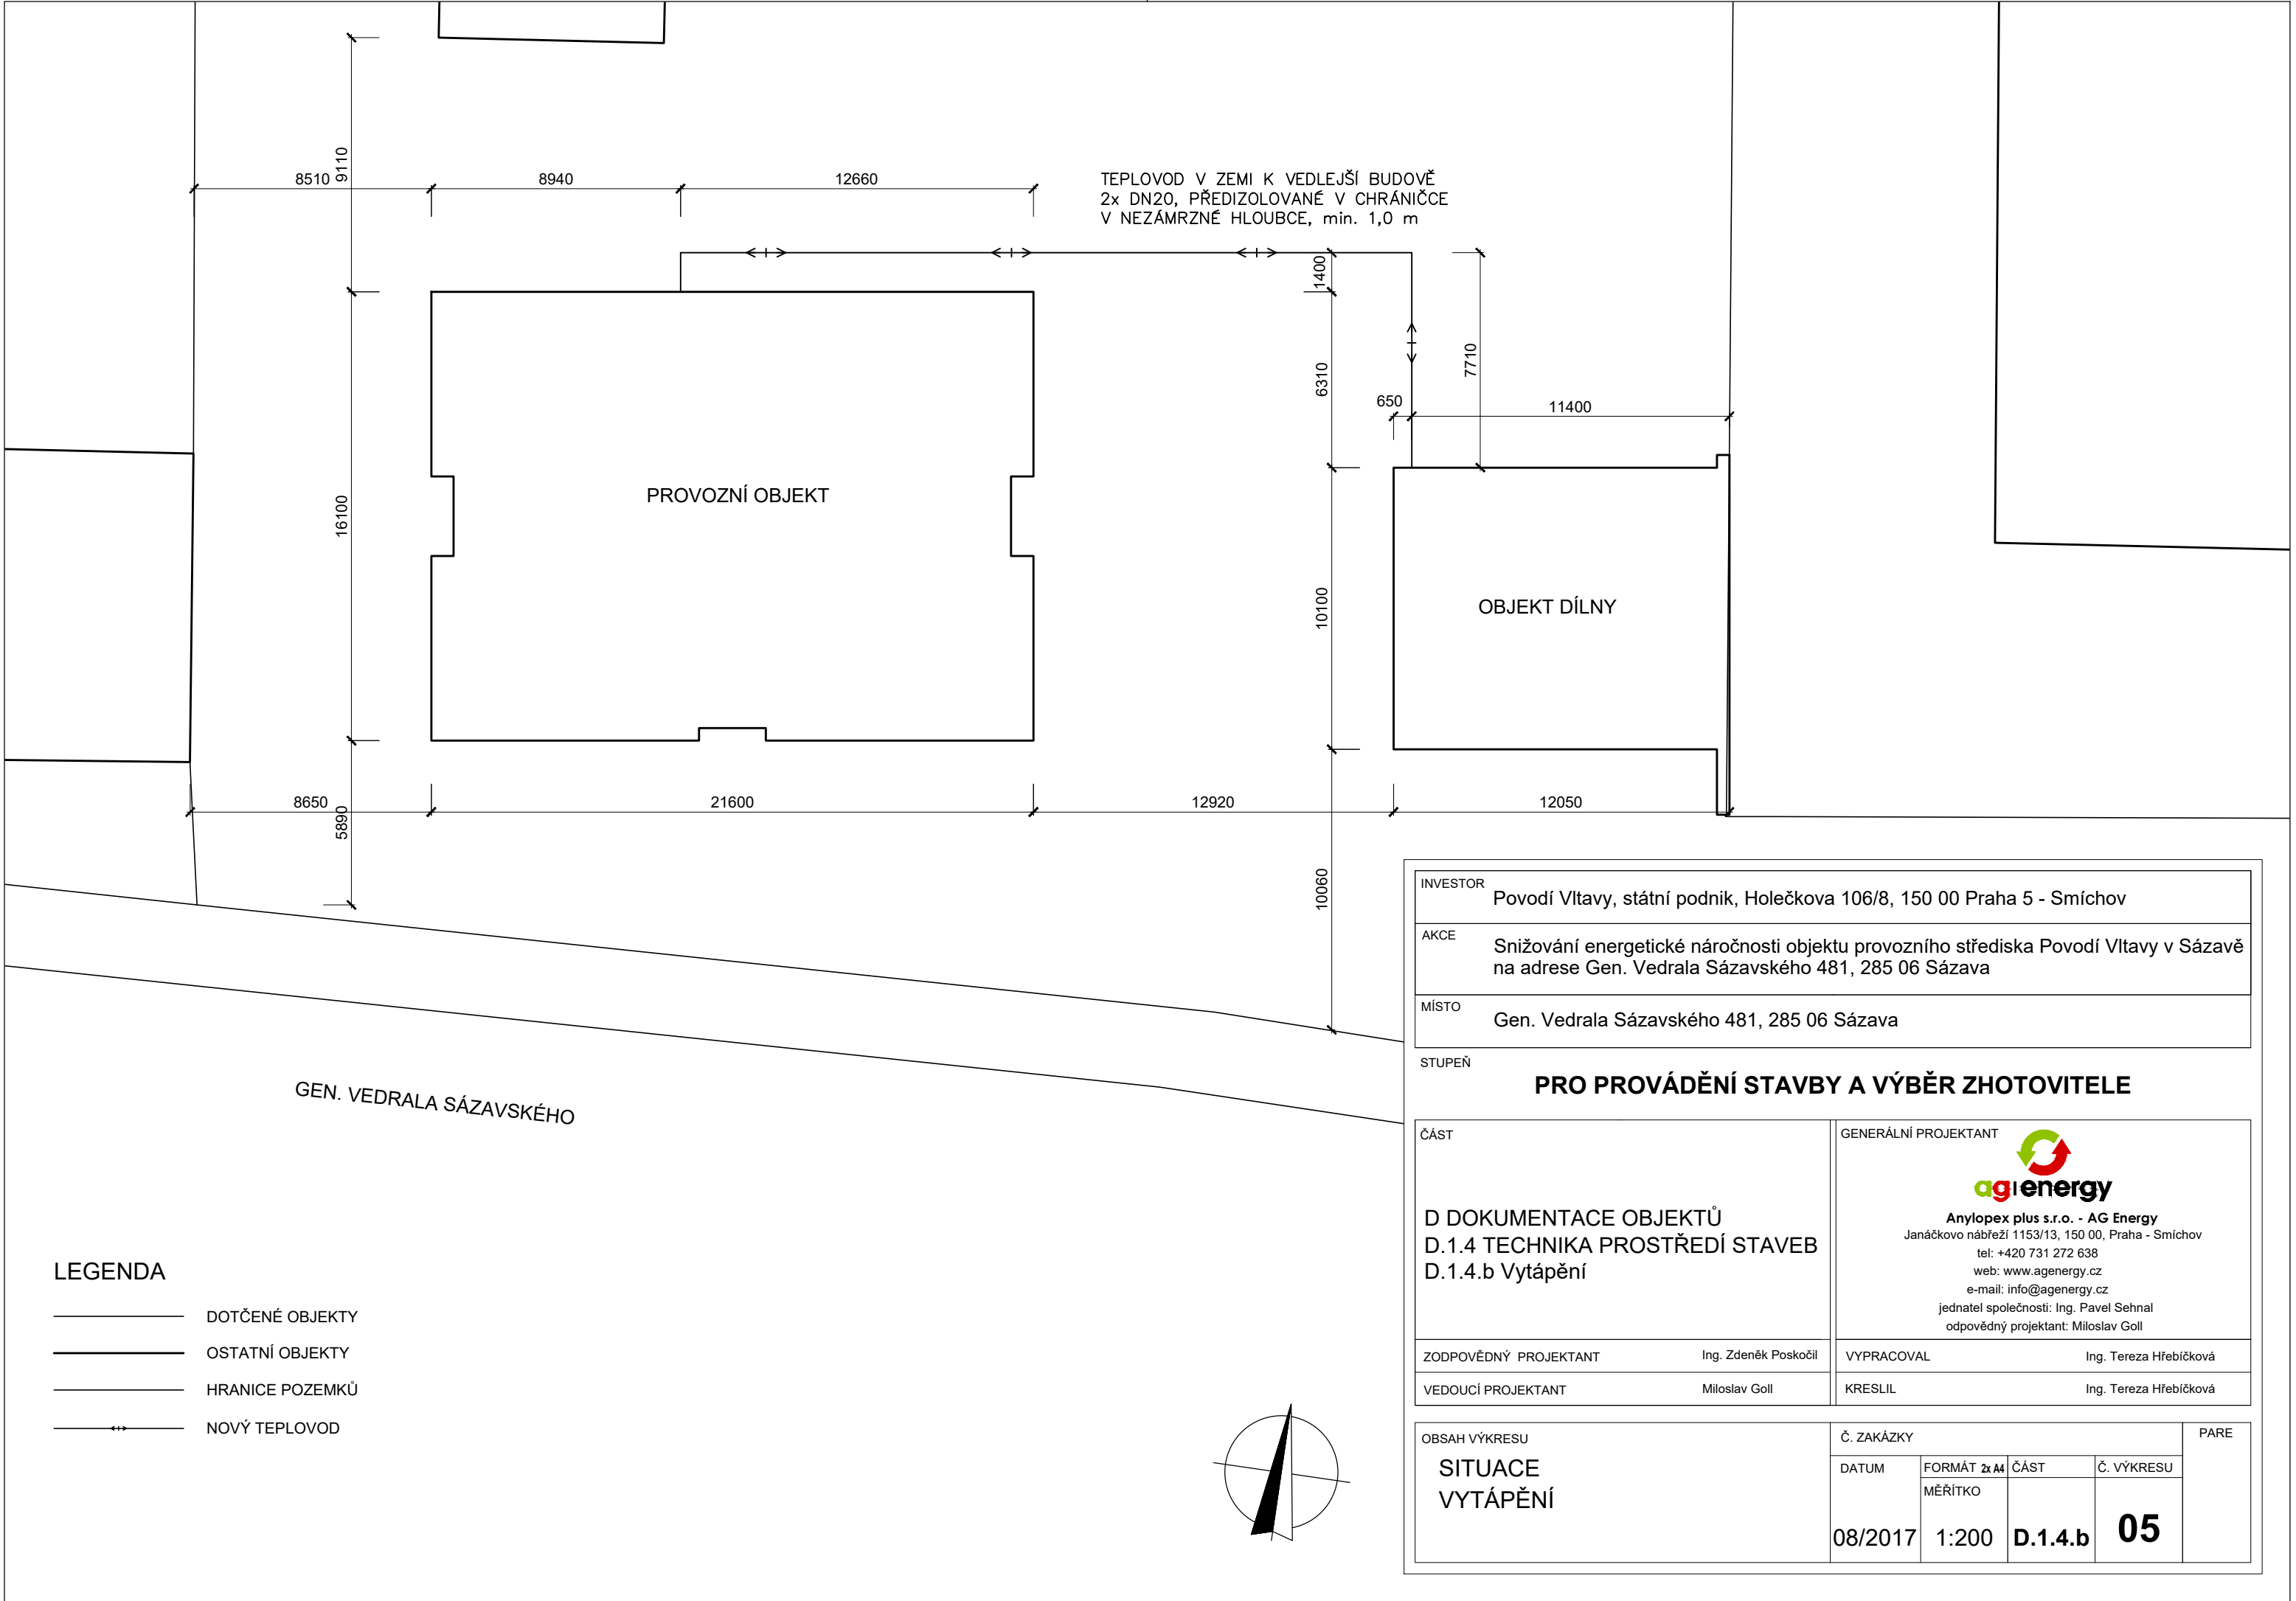 9110
8510
8940
12660
TEPLOVOD V ZEMI K VEDLEJŠÍ BUDOVĚ
2x DN20, PŘEDIZOLOVANÉ V CHRÁNIČCE
V NEZÁMRZNÉ HLOUBCE, min. 1,0 m
1400
7710
6310
650
11400
16100
PROVOZNÍ OBJEKT
10100
OBJEKT DÍLNY
8650
5890
21600
12920
12050
10060
GEN. VEDRALA SÁZAVSKÉHO
LEGENDA
DOTČENÉ OBJEKTY
OSTATNÍ OBJEKTY
HRANICE POZEMKŮ
NOVÝ TEPLOVOD
INVESTOR
Povodí Vltavy, státní podnik, Holečkova 106/8, 150 00 Praha 5 - Smíchov
AKCE
Snižování energetické náročnosti objektu provozního střediska Povodí Vltavy v Sázavě
na adrese Gen. Vedrala Sázavského 481, 285 06 Sázava
MÍSTO
Gen. Vedrala Sázavského 481, 285 06 Sázava
STUPEŇ
PRO PROVÁDĚNÍ STAVBY A VÝBĚR ZHOTOVITELE
ČÁST
D DOKUMENTACE OBJEKTŮ
D.1.4 TECHNIKA PROSTŘEDÍ STAVEB
D.1.4.b Vytápění
GENERÁLNÍ PROJEKTANT
ag energy
Anylopex plus s.r.o. - AG Energy
Janáčkovo nábřeží 1153/13, 150 00, Praha - Smíchov
tel: +420 731 272 638
web: www.agenergy.cz
e-mail: info@agenergy.cz
jednatel společnosti: Ing. Pavel Sehnal
odpovědný projektant: Miloslav Goll
ZODPOVĚDNÝ PROJEKTANT Ing. Zdeněk Poskočil
VYPRACOVAL Ing. Tereza Hřebíčková
VEDOUCÍ PROJEKTANT Miloslav Goll
KRESLIL Ing. Tereza Hřebíčková
OBSAH VÝKRESU
SITUACE
VYTÁPĚNÍ
Č. ZAKÁZKY
PARE
DATUM
08/2017
FORMÁT 2x A4
MĚŘÍTKO
1:200
ČÁST
D.1.4.b
Č. VÝKRESU
05